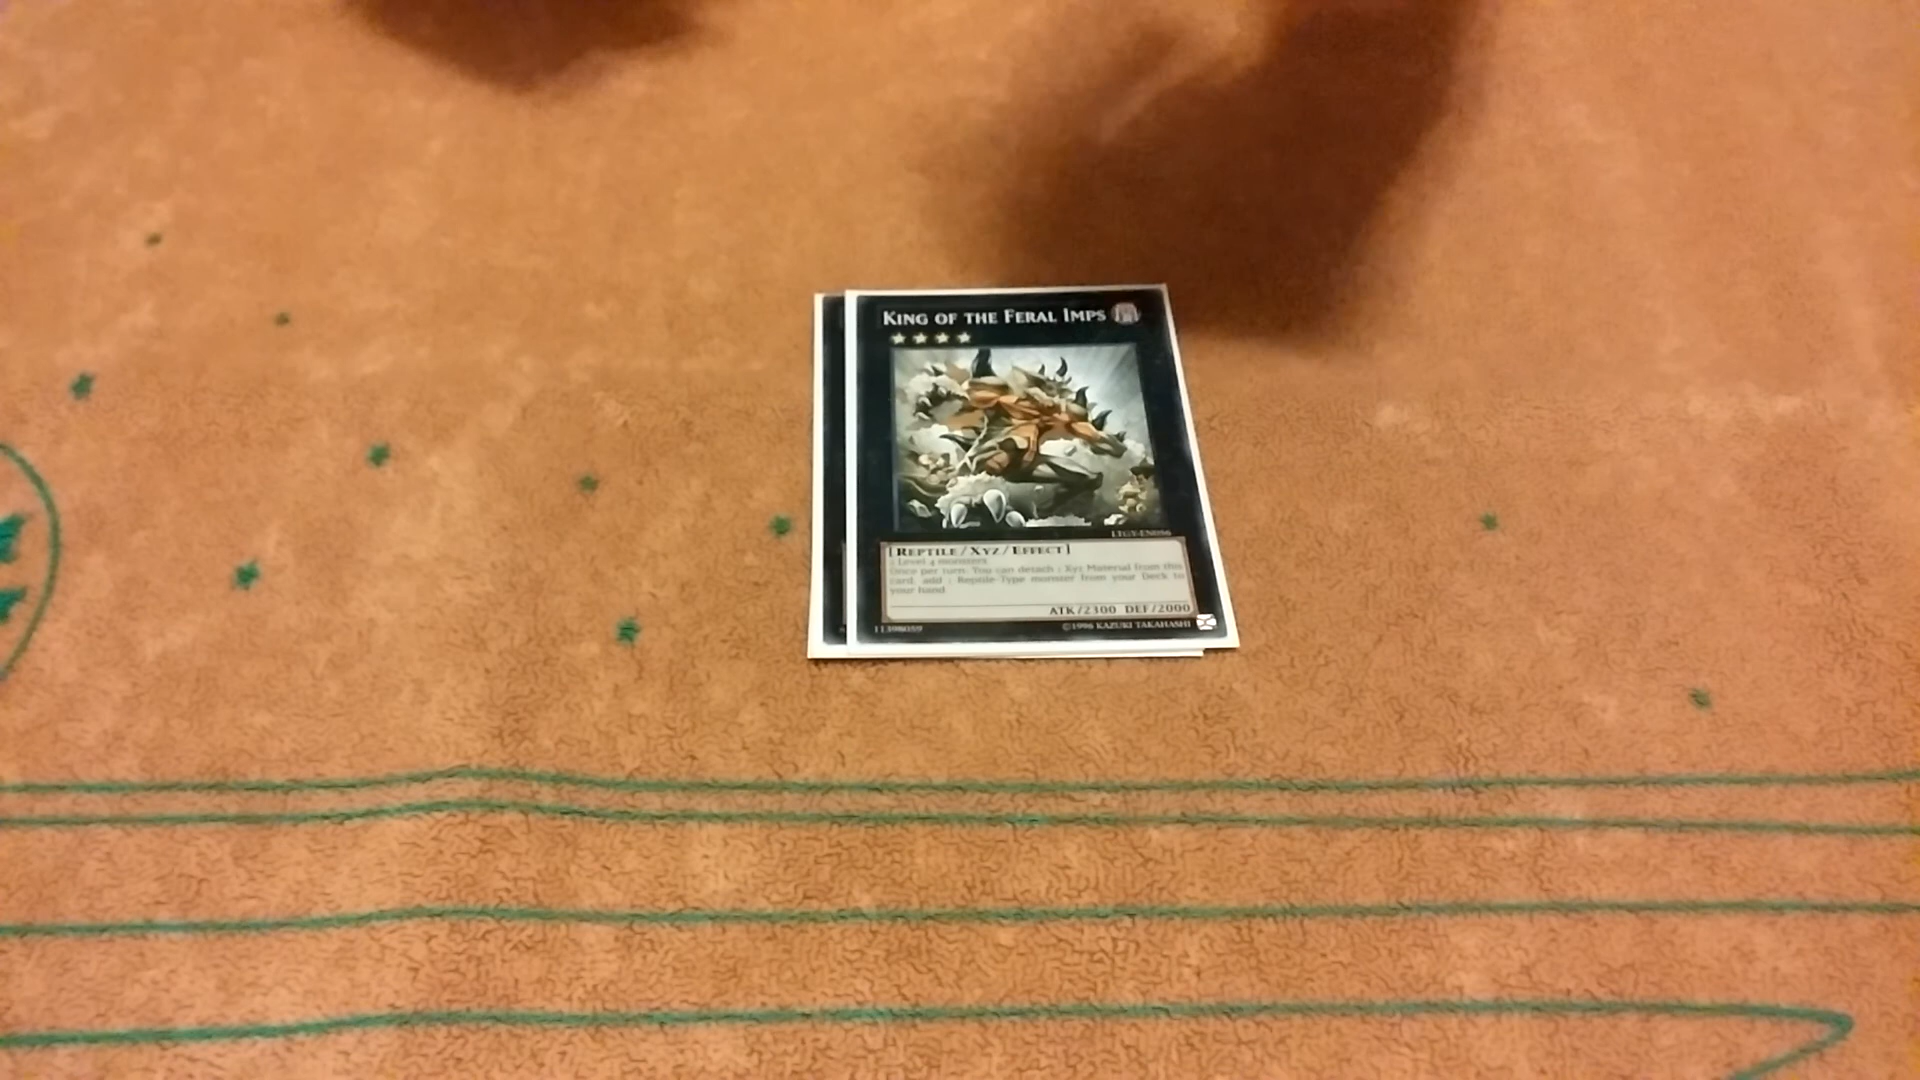 KING OF THE FERAL IMPS
LTGY-EN056
[REPTILE/XYZ/EFFECT]
2 Level 4 monsters
Once per turn: You can detach 1 Xyz Material from this
card; add 1 Reptile-Type monster from your Deck to
your hand.
ATK/2300 DEF/2000
11398059 ©1996 KAZUKI TAKAHASHI